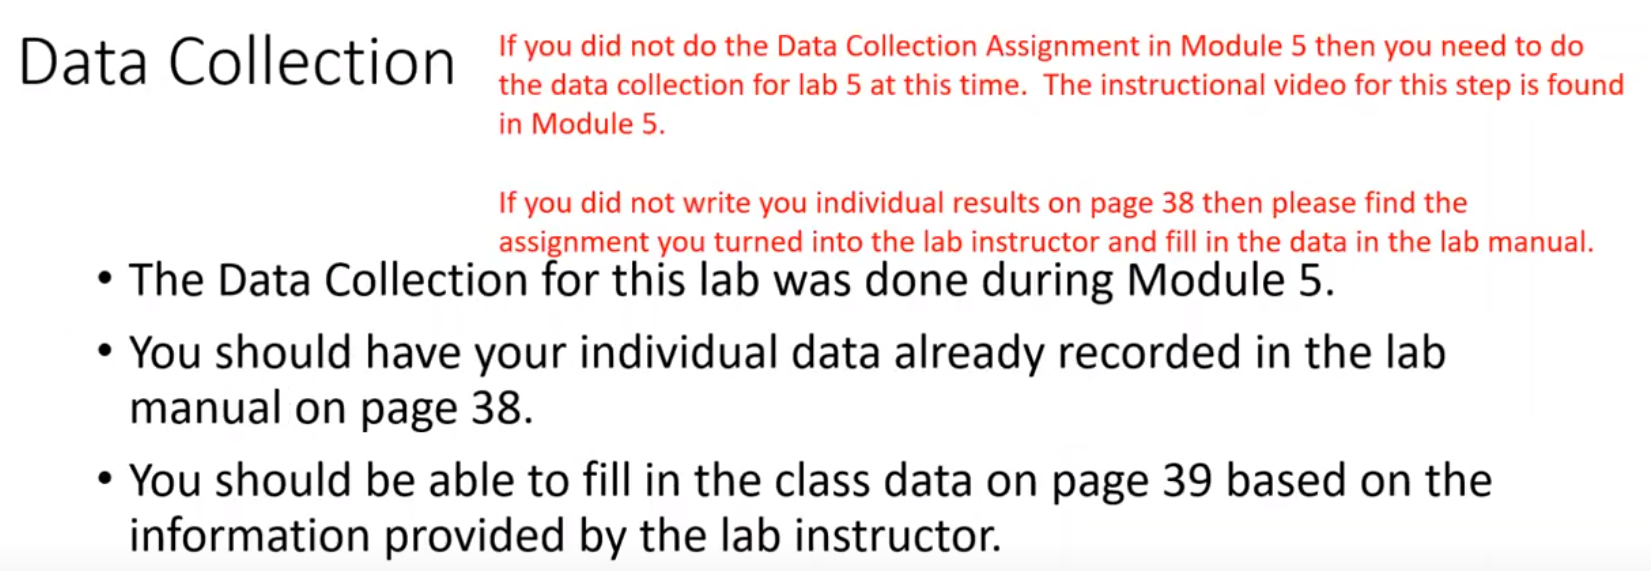 Data Collection
If you did not do the Data Collection Assignment in Module 5 then you need to do
the data collection for lab 5 at this time.  The instructional video for this step is found
in Module 5.
If you did not write you individual results on page 38 then please find the
assignment you turned into the lab instructor and fill in the data in the lab manual.
• The Data Collection for this lab was done during Module 5.
• You should have your individual data already recorded in the lab
manual on page 38.
• You should be able to fill in the class data on page 39 based on the
information provided by the lab instructor.